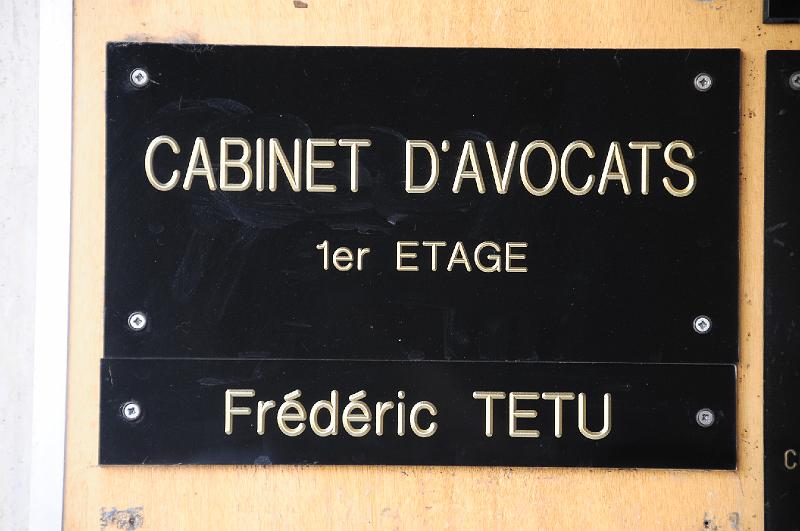 CABINET D'AVOCATS
1er ETAGE
Frédéric TETU